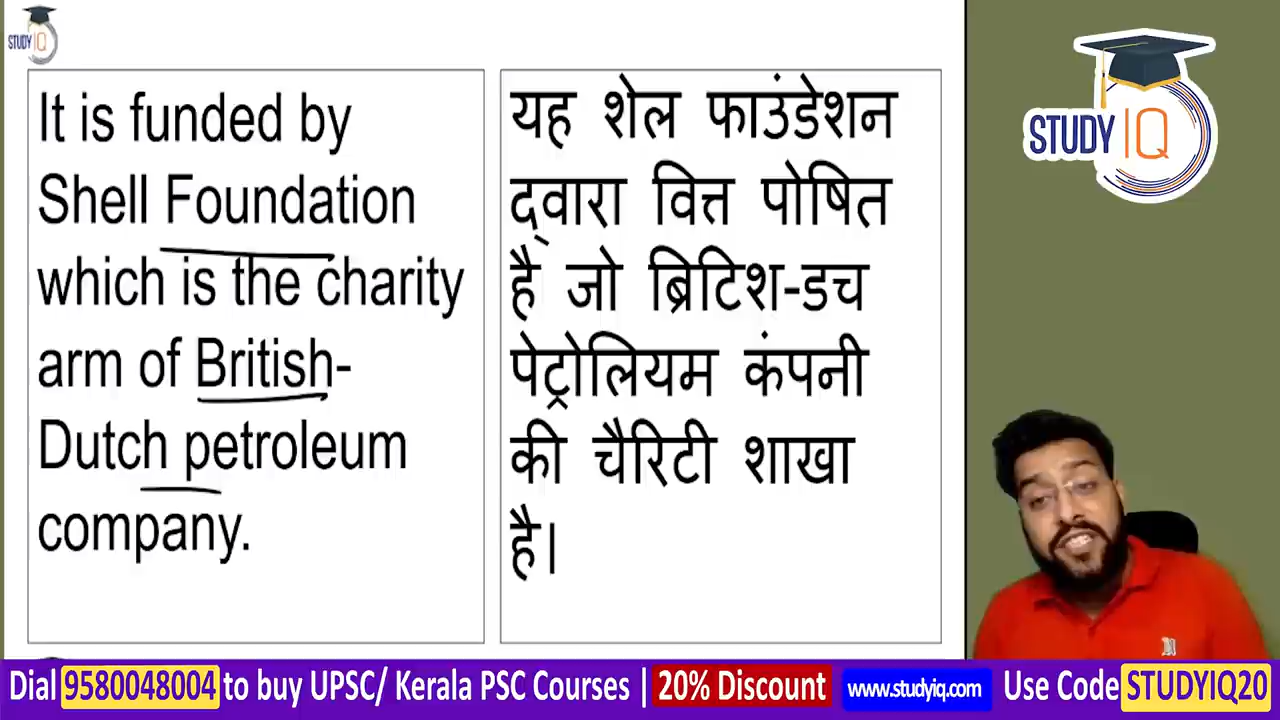 STUDY IQ
It is funded by
Shell Foundation
which is the charity
arm of British-
Dutch petroleum
company.
यह शेल फाउंडेशन
द्वारा वित्त पोषित
है जो ब्रिटिश-डच
पेट्रोलियम कंपनी
की चैरिटी शाखा
है।
STUDY IQ
Dial 9580048004 to buy UPSC/ Kerala PSC Courses | 20% Discount www.studyiq.com Use Code STUDYIQ20